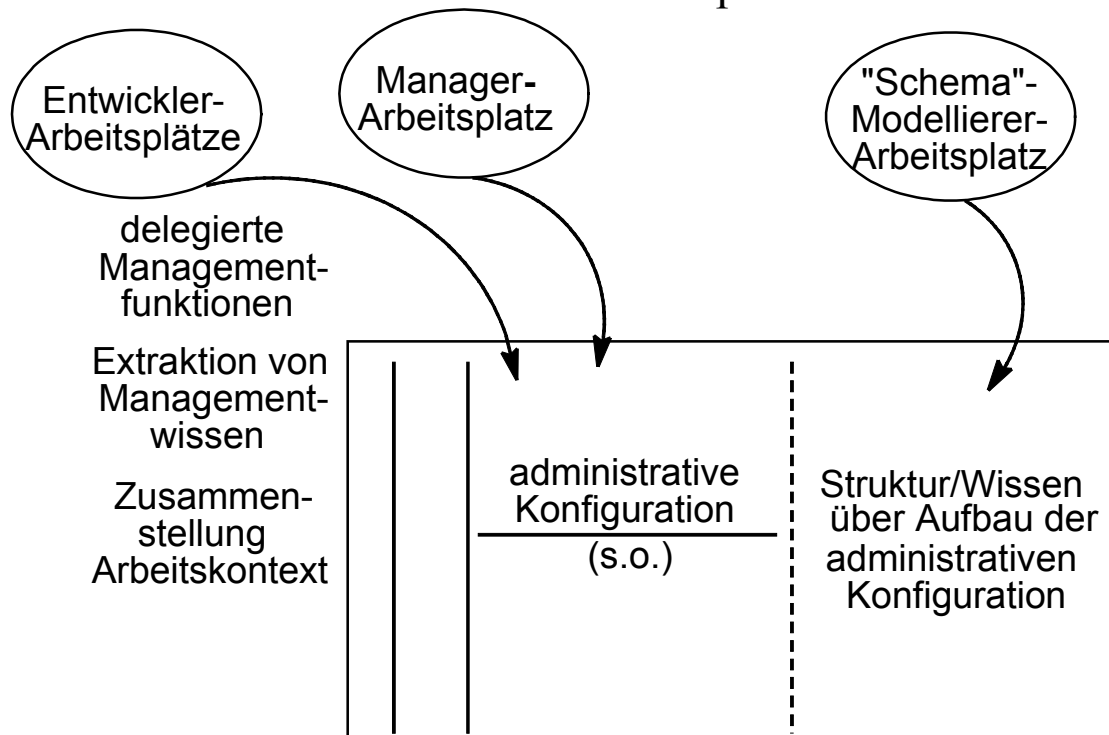 Entwickler-
Arbeitsplätze
Manager-
Arbeitsplatz
"Schema"-
Modellierer-
Arbeitsplatz
delegierte
Management-
funktionen
Extraktion von
Management-
wissen
Zusammen-
stellung
Arbeitskontext
administrative
Konfiguration
(s.o.)
Struktur/Wissen
über Aufbau der
administrativen
Konfiguration